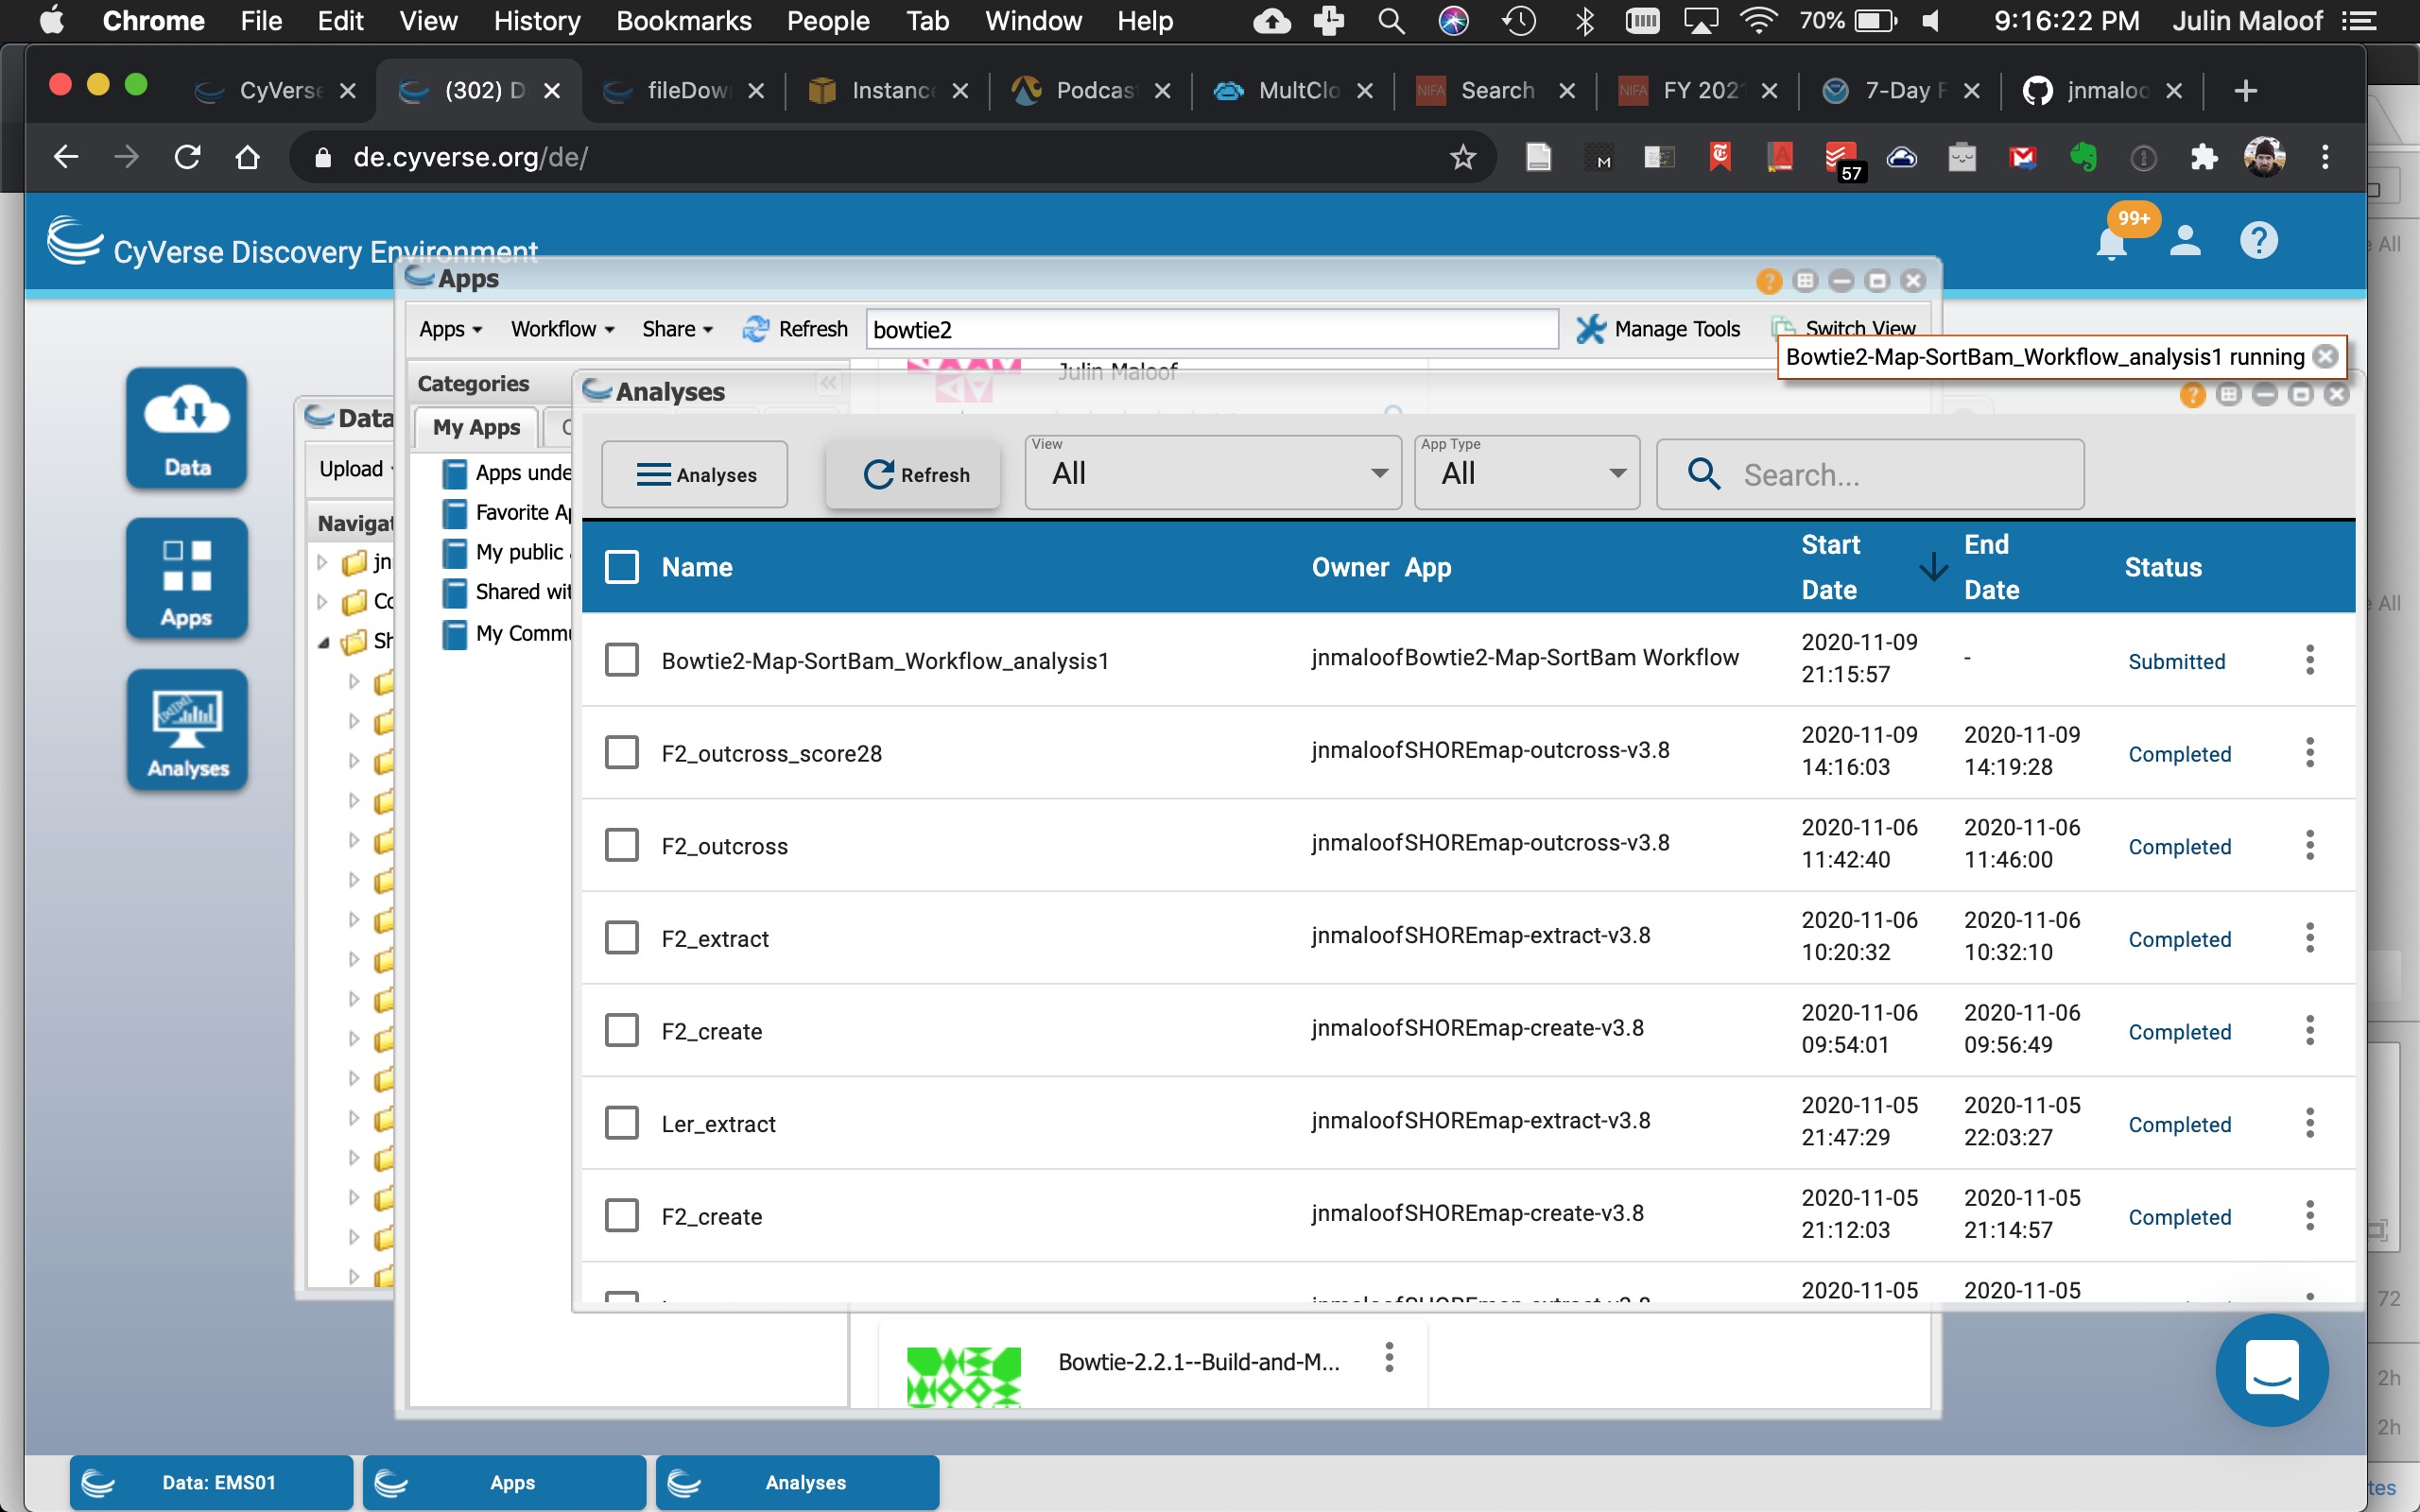 Chrome File Edit View History Bookmarks People Tab Window Help 70% 9:16:22 PM Julin Maloof
CyVerse (302) D fileDow Instanc Podcas MultClo NIFA Search NIFA FY 202 7-Day F jnmaloo
de.cyverse.org/de/ 57
CyVerse Discovery Environment 99+
Apps
Apps Workflow Share Refresh bowtie2 Manage Tools Switch View
Bowtie2-Map-SortBam_Workflow_analysis1 running
Julin Maloof
Categories
My Apps
Apps unde
Favorite Ap
My public
Shared wit
My Commu
Data
Apps
Analyses
Data
Upload
Navigat
jn
Co
Sh
Analyses
Analyses Refresh View All App Type All Search...
Name Owner App Start Date End Date Status
Bowtie2-Map-SortBam_Workflow_analysis1 jnmaloof Bowtie2-Map-SortBam Workflow 2020-11-09 21:15:57 - Submitted
F2_outcross_score28 jnmaloof SHOREmap-outcross-v3.8 2020-11-09 14:16:03 2020-11-09 14:19:28 Completed
F2_outcross jnmaloof SHOREmap-outcross-v3.8 2020-11-06 11:42:40 2020-11-06 11:46:00 Completed
F2_extract jnmaloof SHOREmap-extract-v3.8 2020-11-06 10:20:32 2020-11-06 10:32:10 Completed
F2_create jnmaloof SHOREmap-create-v3.8 2020-11-06 09:54:01 2020-11-06 09:56:49 Completed
Ler_extract jnmaloof SHOREmap-extract-v3.8 2020-11-05 21:47:29 2020-11-05 22:03:27 Completed
F2_create jnmaloof SHOREmap-create-v3.8 2020-11-05 21:12:03 2020-11-05 21:14:57 Completed
2020-11-05 2020-11-05
Bowtie-2.2.1--Build-and-M...
Data: EMS01 Apps Analyses
All
All
72
2h
2h
tes